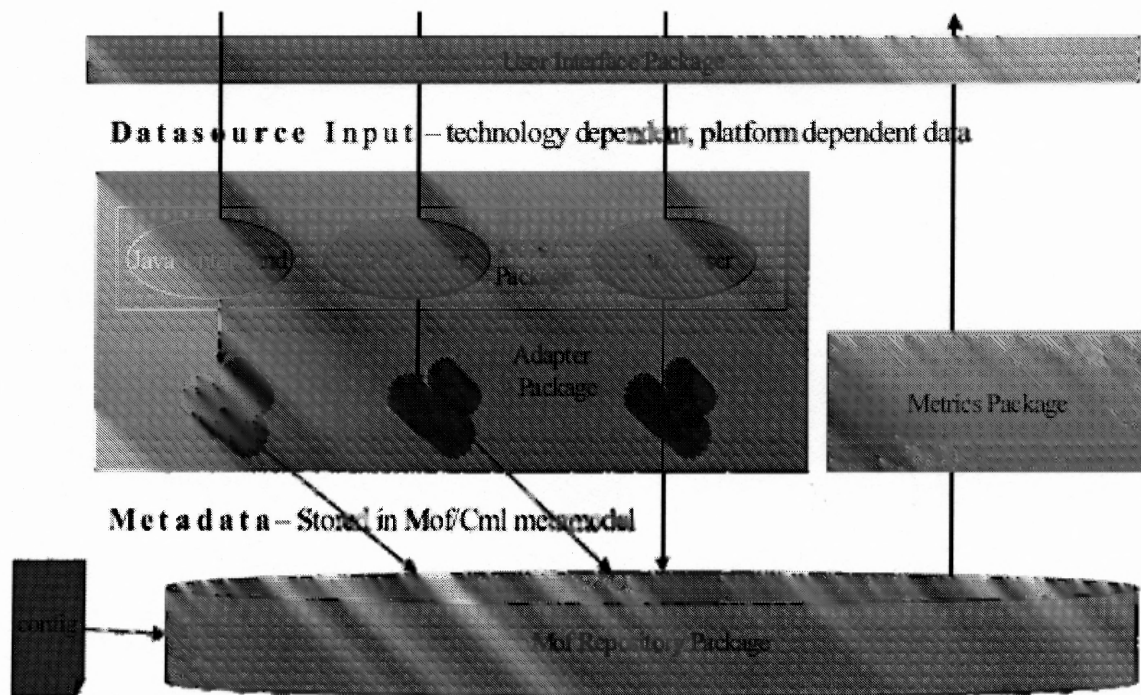 User Interface Package
Datasource Input – technology dependent, platform dependent data
Java
Package
Adapter
Package
Metrics Package
Metadata – Stored in Mof/Cml metamodel
config
Mof Repository Package